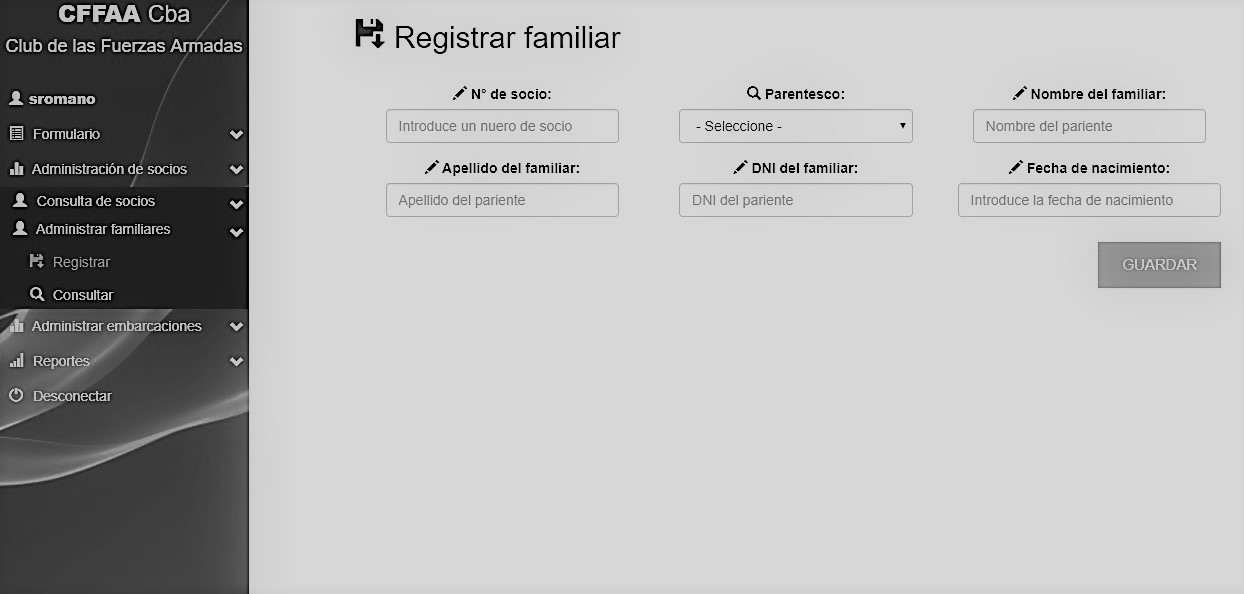 CFFAA Cba
Club de las Fuerzas Armadas
sromano
Formulario
Administración de socios
Consulta de socios
Administrar familiares
Registrar
Consultar
Administrar embarcaciones
Reportes
Desconectar
Registrar familiar
N° de socio:
Introduce un nuero de socio
Parentesco:
- Seleccione -
Nombre del familiar:
Nombre del pariente
Apellido del familiar:
Apellido del pariente
DNI del familiar:
DNI del pariente
Fecha de nacimiento:
Introduce la fecha de nacimiento
GUARDAR